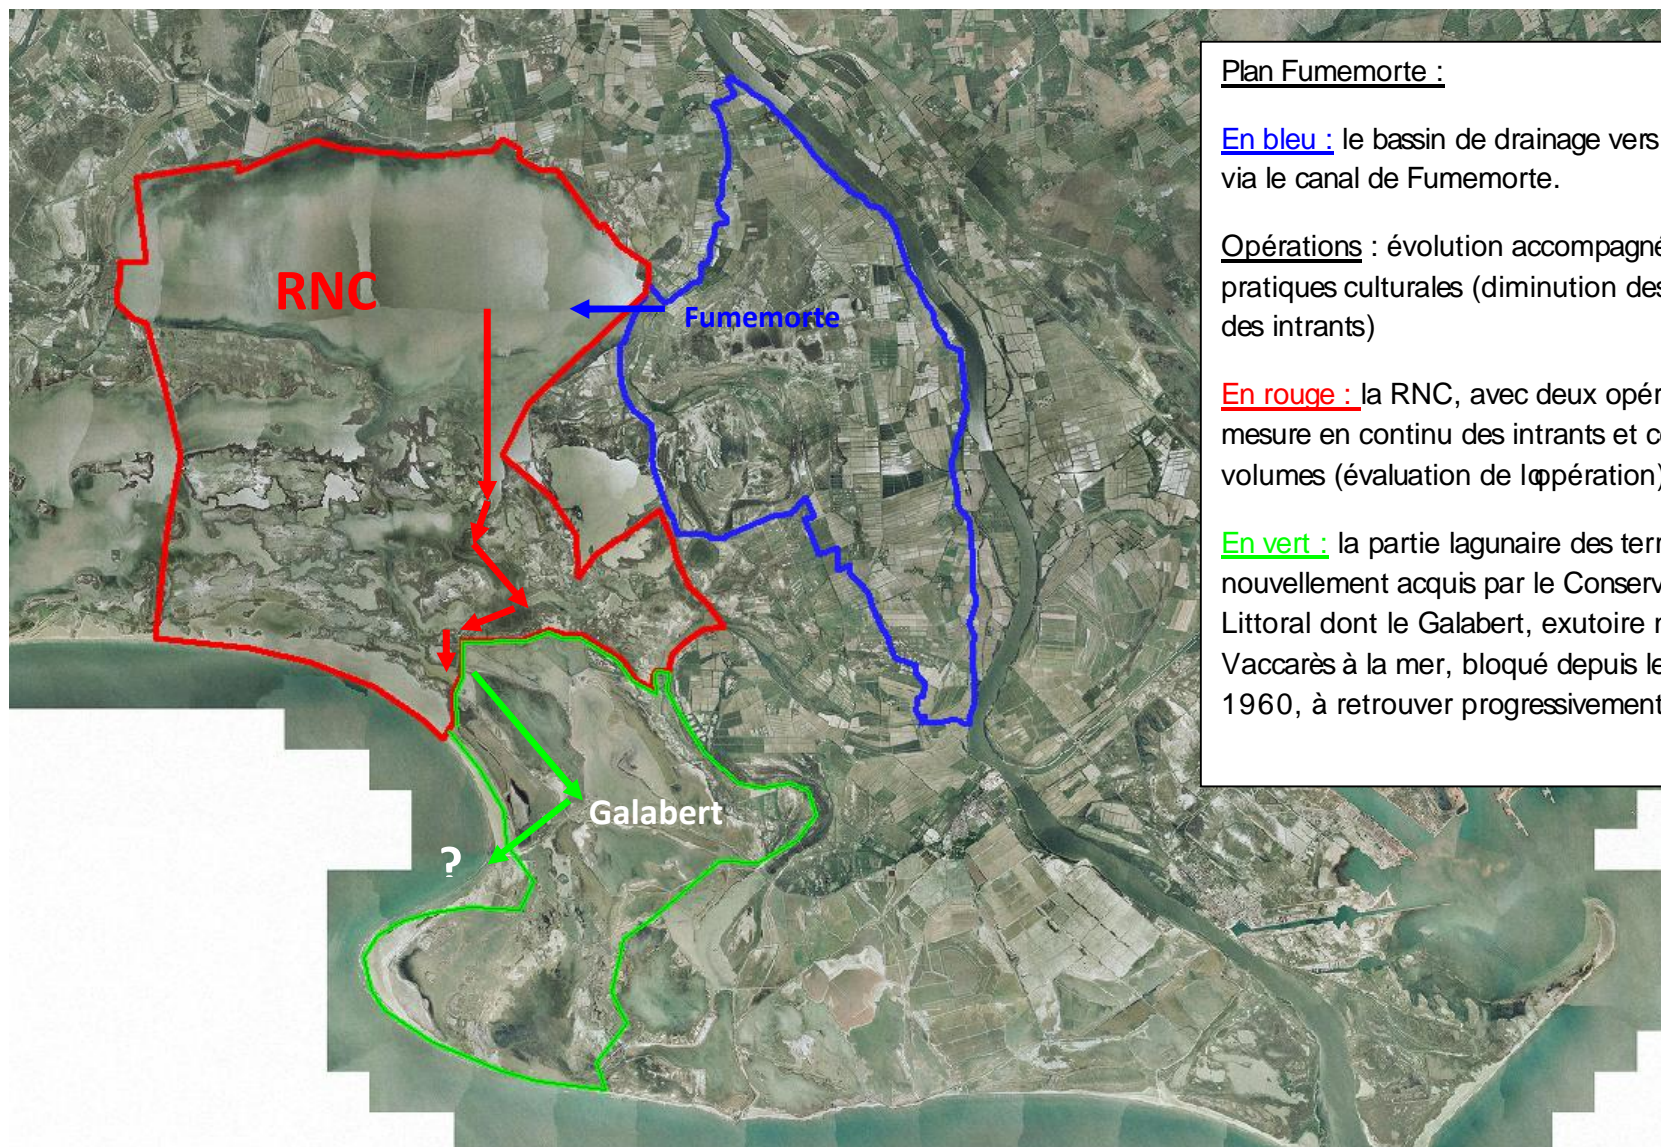 Plan Fumemorte :
En bleu : le bassin de drainage vers
via le canal de Fumemorte.
Opérations : évolution accompagné
pratiques culturales (diminution des
des intrants)
En rouge : la RNC, avec deux opér
mesure en continu des intrants et c
volumes (évaluation de loppération)
En vert : la partie lagunaire des terr
nouvellement acquis par le Conserv
Littoral dont le Galabert, exutoire n
Vaccarès à la mer, bloqué depuis le
1960, à retrouver progressivement
RNC
Fumemorte
Galabert
?